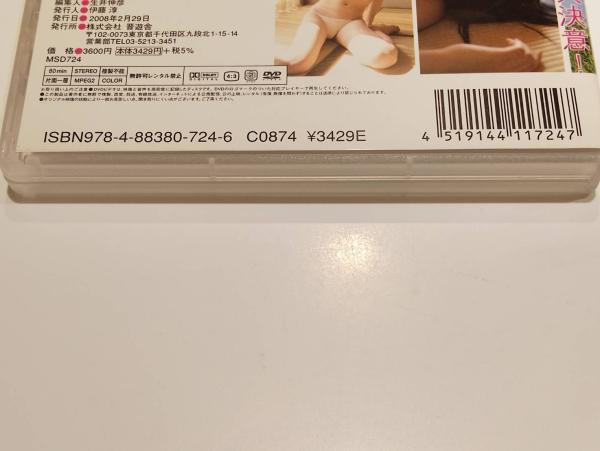 編集人●生井伸彦
発行人●伊藤 淳
発行日●2008年2月29日
発行所●株式会社 晋遊舎
〒102-0073東京都千代田区九段北1-15-14
営業部TEL03-5213-3451
価 格●3600円 本体3429円 +税5%
MSD724
80min STEREO 複製不能 無許可レンタル禁止 DOLBY 4:3 2 DVD
片面一層 MPEG2 COLOR
決意!
ISBN978-4-88380-724-6 C0874 ¥3429E
4 519144 117247